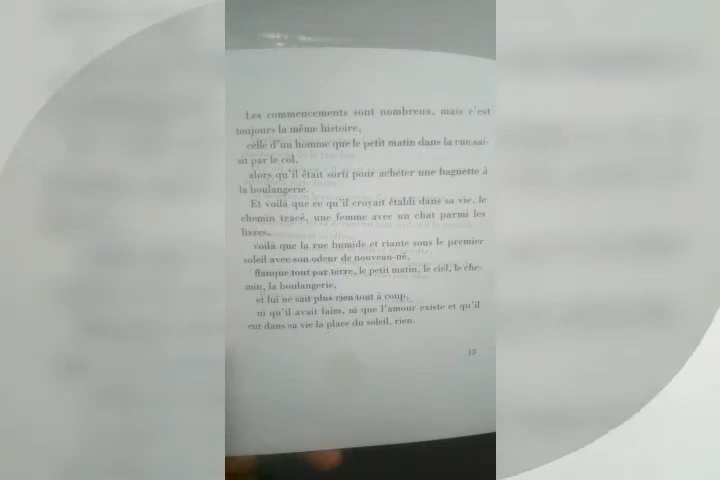 Les commencements sont nombreux, mais c'est
toujours la même histoire,
celle d'un homme que le petit matin dans la rue sai-
sit par le col,
alors qu'il était sorti pour acheter une baguette à
la boulangerie.
Et voilà que ce qu'il croyait établi dans sa vie, le
chemin tracé, une femme avec un chat parmi les
livres,
voilà que la rue humide et riante sous le premier
soleil avec son odeur de nouveau-né,
flanque tout par terre, le petit matin, le ciel, le che-
min, la boulangerie,
et lui ne sait plus rien tout à coup,
ni qu'il avait faim, ni que l'amour existe et qu'il
eut dans sa vie la place du soleil, rien.
13